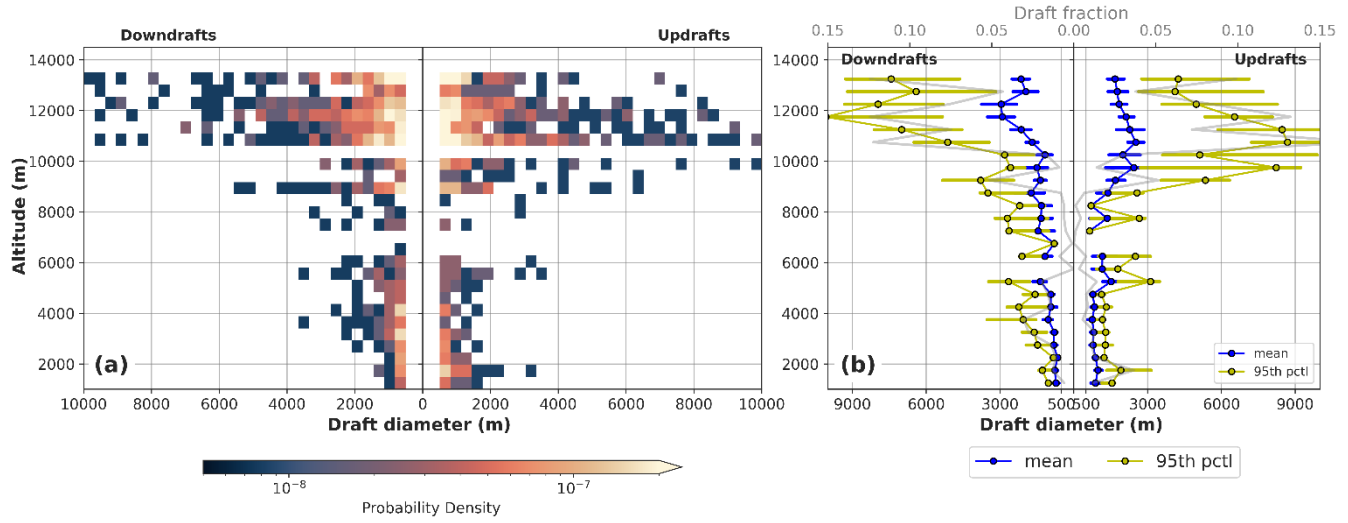 Draft fraction
0.15 0.10 0.05 0.00 0.05 0.10 0.15
Downdrafts Updrafts
Downdrafts Updrafts
14000
12000
10000
8000
6000
4000
2000
Altitude (m)
14000
12000
10000
8000
6000
4000
2000
(a)
(b)
mean
95th pctl
10000 8000 6000 4000 2000 0 2000 4000 6000 8000 10000
Draft diameter (m)
9000 6000 3000 500 500 3000 6000 9000
Draft diameter (m)
mean 95th pctl
10⁻⁸ 10⁻⁷
Probability Density